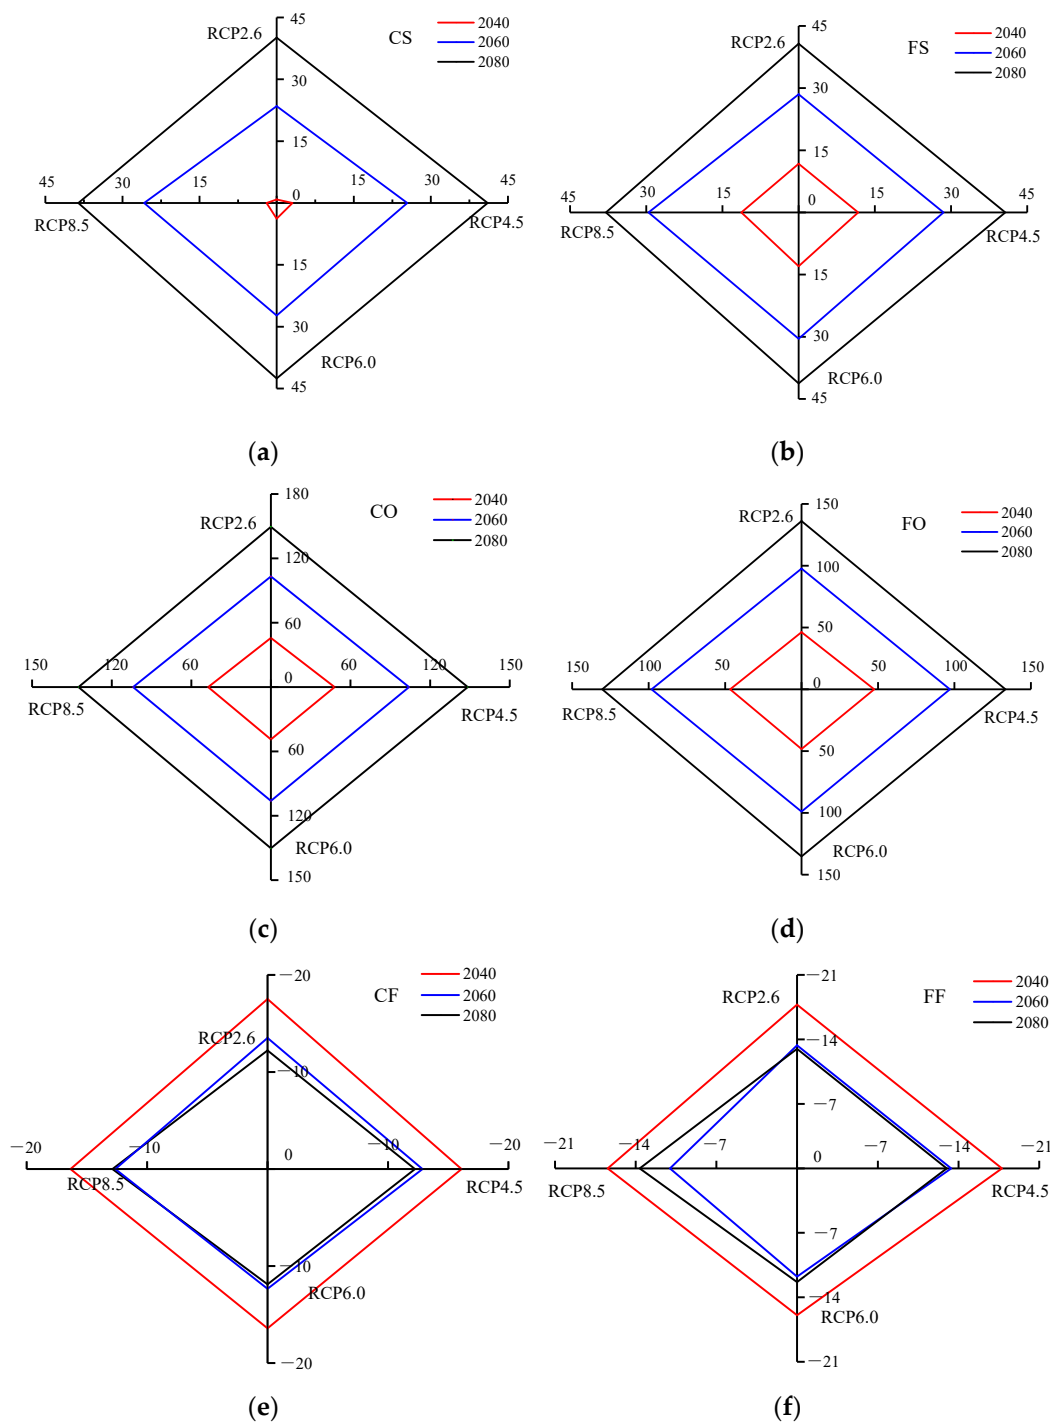 45
RCP2.6
CS
2040
2060
2080
30
15
45 30 15 0 15 30 45
RCP8.5
RCP4.5
15
30
RCP6.0
45
(a)
45
RCP2.6
FS
2040
2060
2080
30
15
45 30 15 0 15 30 45
RCP8.5
RCP4.5
15
30
RCP6.0
45
(b)
180
RCP2.6
CO
2040
2060
2080
120
60
150 120 60 0 60 120 150
RCP8.5
RCP4.5
60
120
RCP6.0
150
(c)
150
RCP2.6
FO
2040
2060
2080
100
50
150 100 50 0 50 100 150
RCP8.5
RCP4.5
50
100
RCP6.0
150
(d)
−20
CF
2040
2060
2080
RCP2.6
−10
−20 −10 0 −10 −20
RCP8.5
RCP4.5
−10
RCP6.0
−20
(e)
−21
RCP2.6
FF
2040
2060
2080
−14
−7
−21 −14 −7 0 −7 −14 −21
RCP8.5
RCP4.5
−7
−14
RCP6.0
−21
(f)